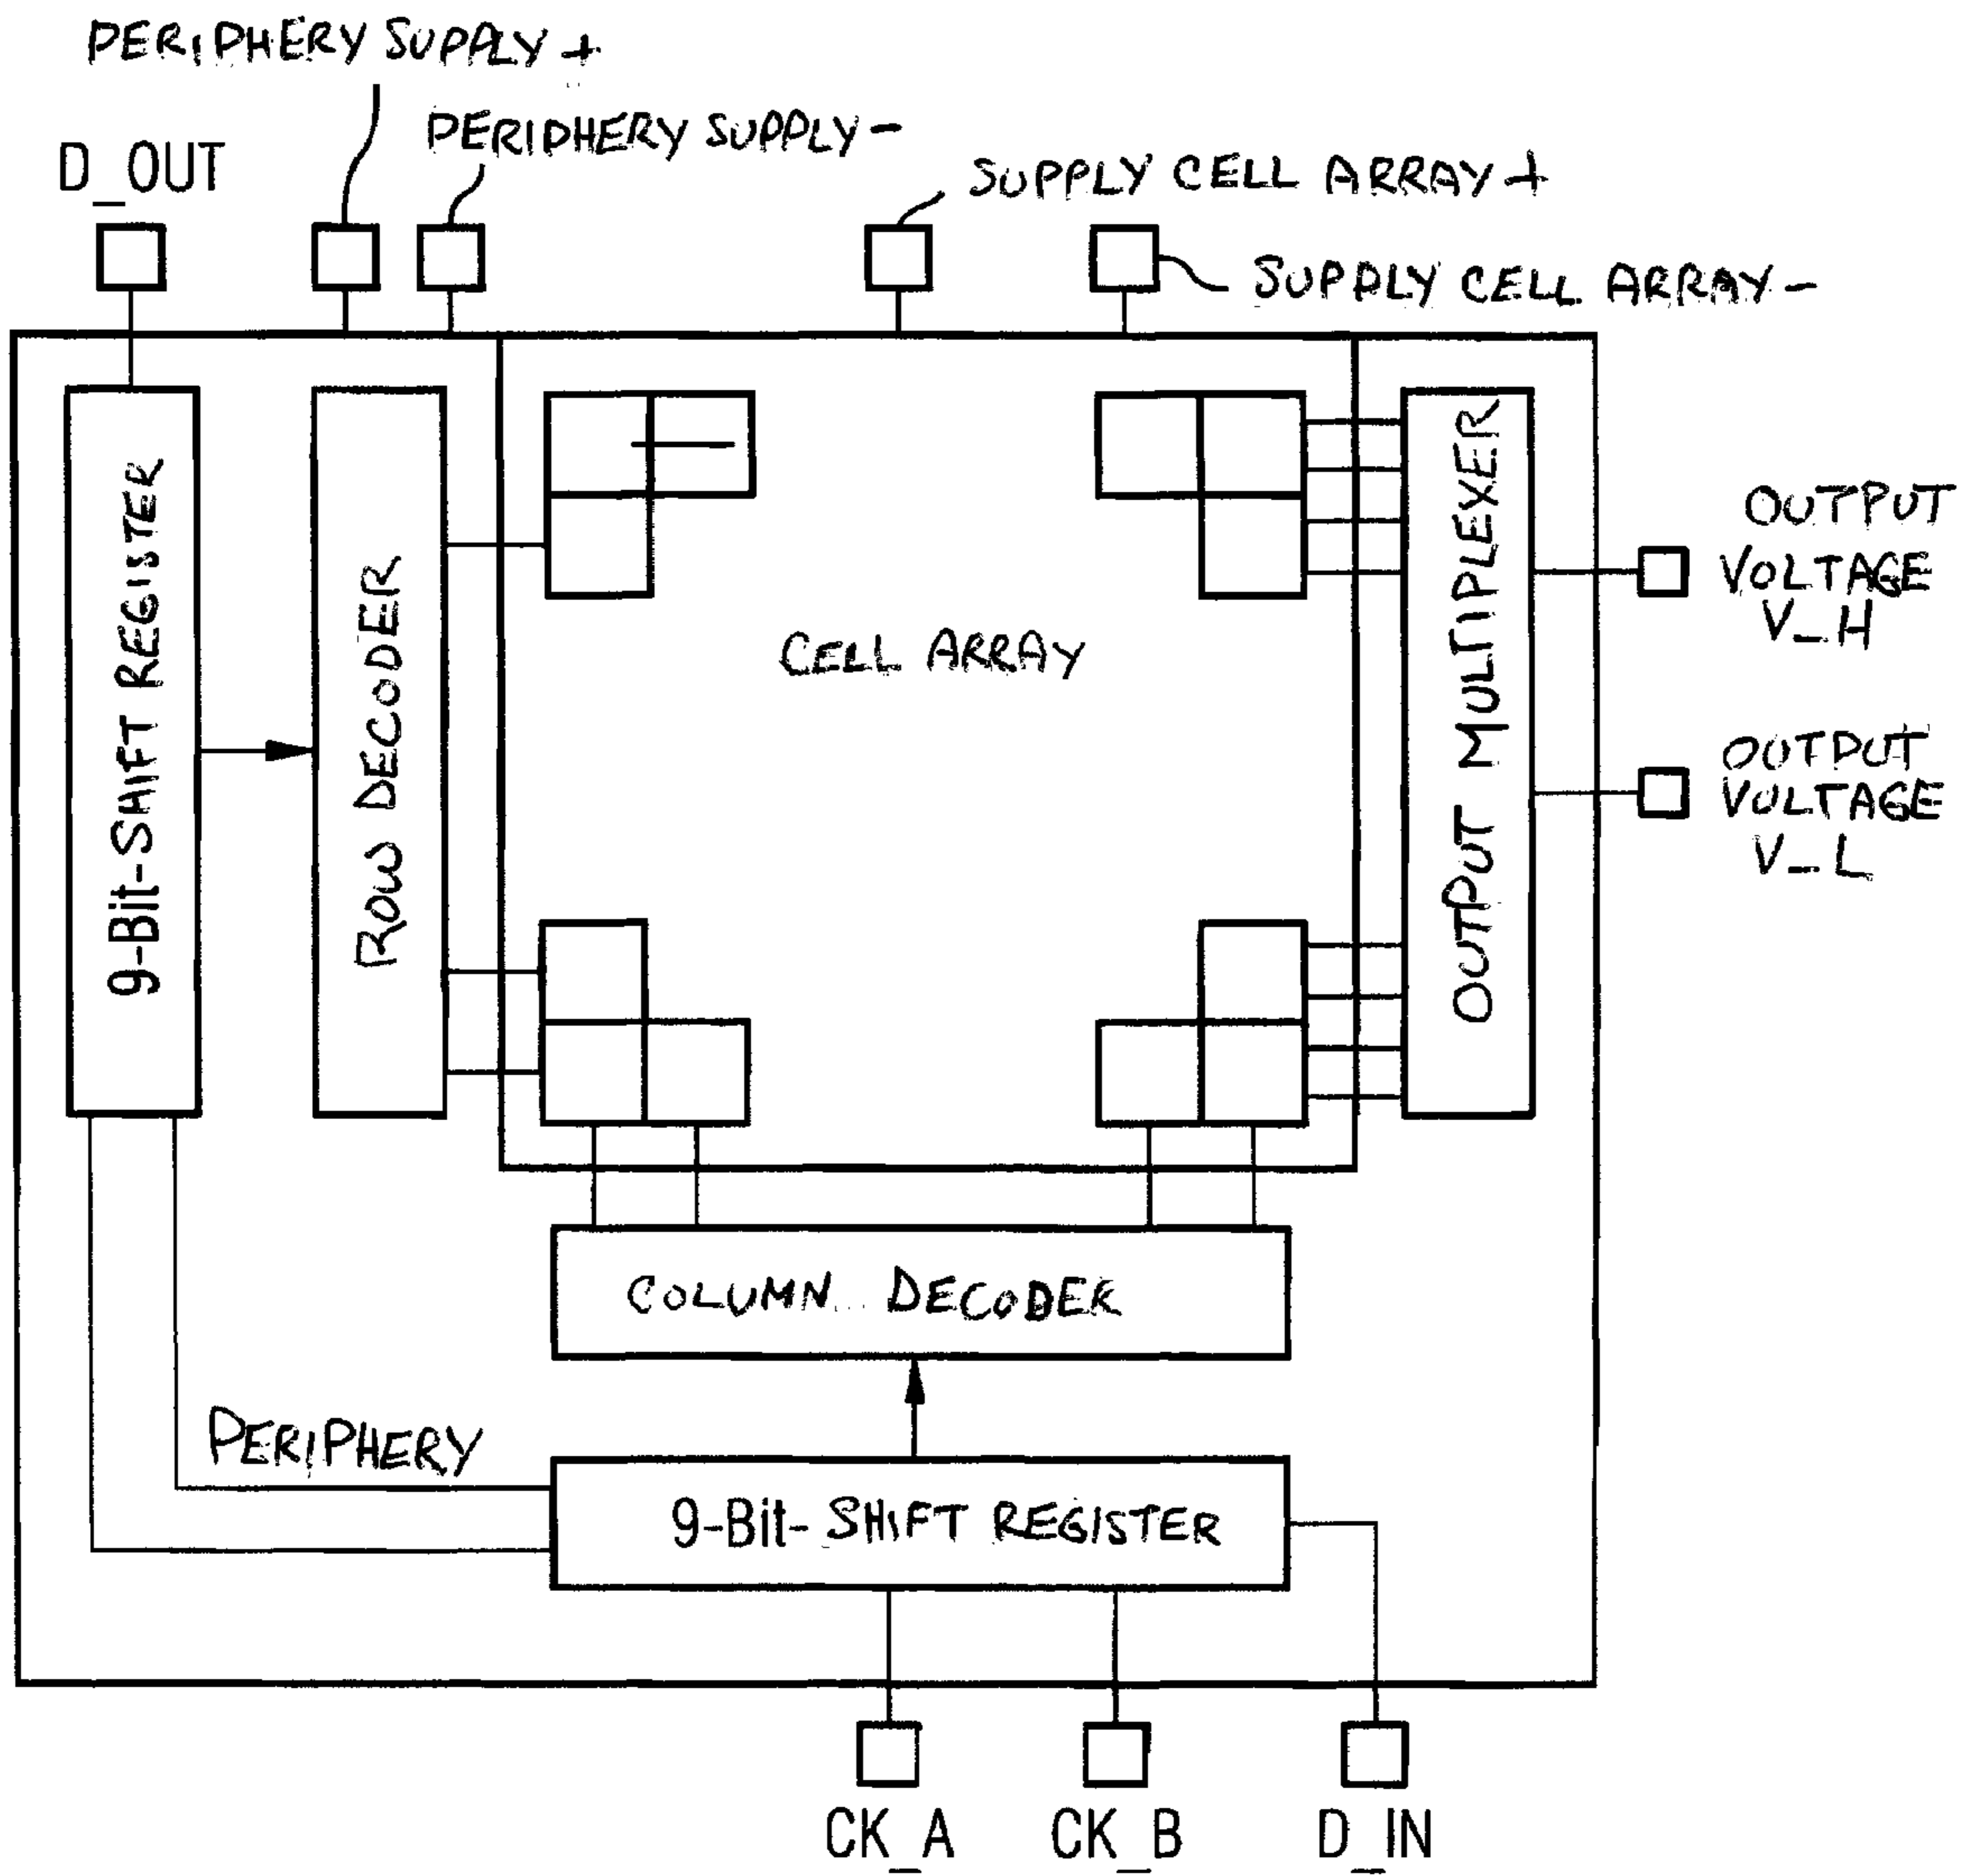 PERIPHERY SUPPLY +
PERIPHERY SUPPLY -
D_OUT
SUPPLY CELL ARRAY +
SUPPLY CELL ARRAY -
9-Bit-SHIFT REGISTER
ROW DECODER
CELL ARRAY
OUTPUT MULTIPLEXER
OUTPUT
VOLTAGE
V_H
OUTPUT
VOLTAGE
V_L
COLUMN DECODER
PERIPHERY
9-Bit-SHIFT REGISTER
CK_A
CK_B
D_IN